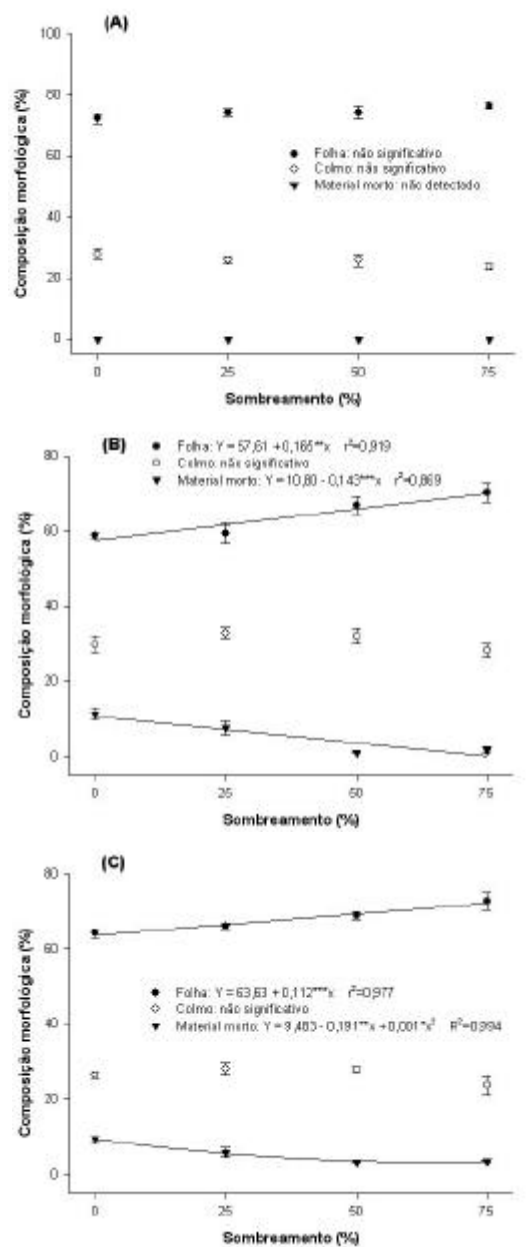 (A)
100
80
60
40
20
0
Composição morfológica (%)
Folha: não significativo
Colmo: não significativo
Material morto: não detectado
0 25 50 75
Sombreamento (%)
(B)
Folha: Y = 57,61 + 0,165**x r²=0,919
Colmo: não significativo
Material morto: Y = 10,80 - 0,143***x r²=0,869
80
60
40
20
0
Composição morfológica (%)
0 25 50 75
Sombreamento (%)
(C)
80
60
40
20
0
Composição morfológica (%)
Folha: Y = 63,63 + 0,112***x r²=0,977
Colmo: não significativo
Material morto: Y = 9,483 - 0,191**x + 0,001*x² R²=0,994
0 25 50 75
Sombreamento (%)